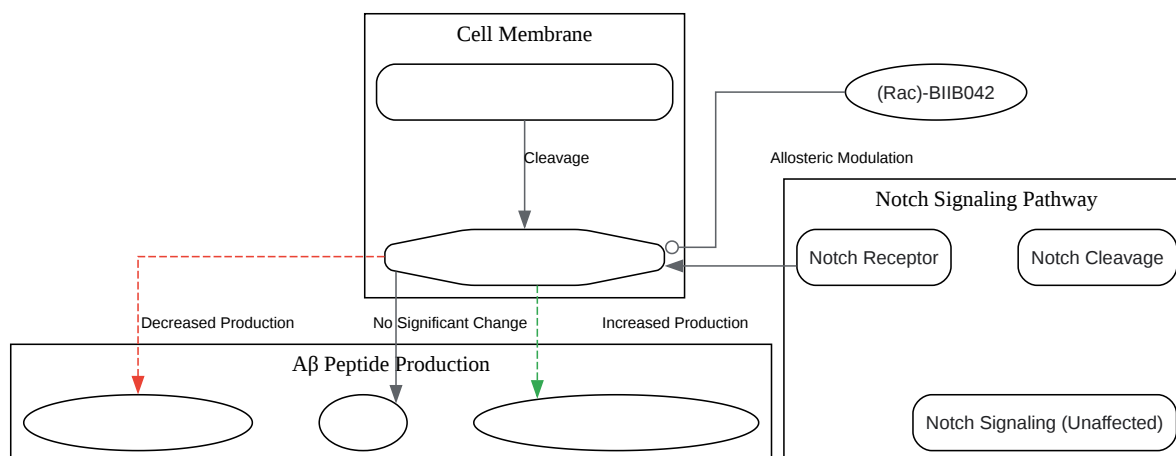 Cell Membrane
(Rac)-BIIB042
Cleavage
Allosteric Modulation
Notch Signaling Pathway
Notch Receptor
Notch Cleavage
Decreased Production
No Significant Change
Increased Production
Aβ Peptide Production
Notch Signaling (Unaffected)